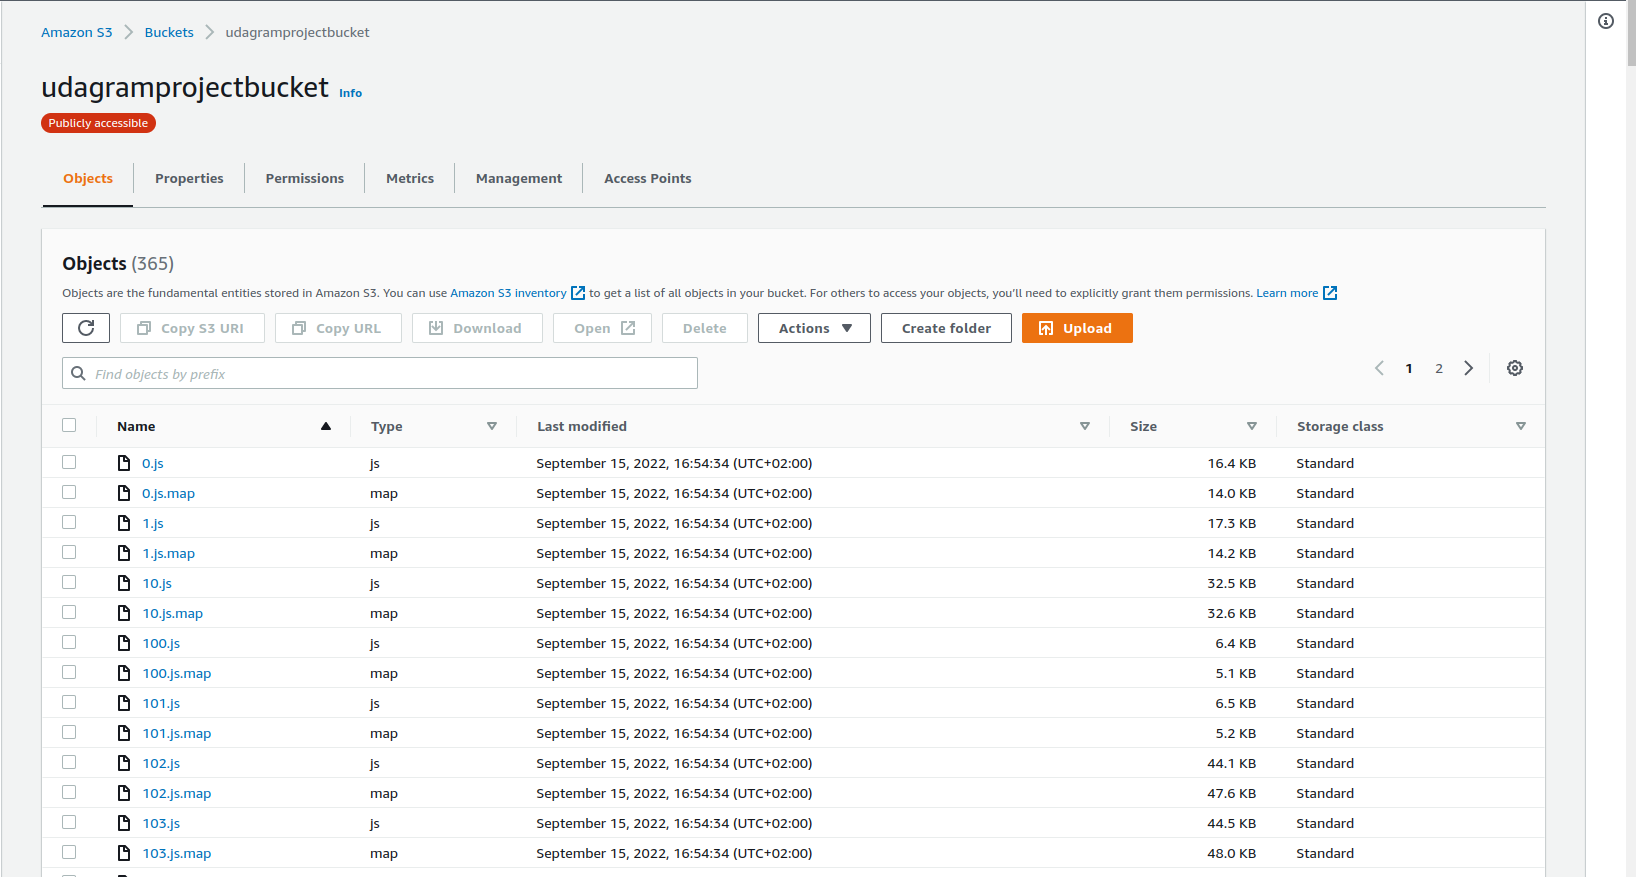 Amazon S3 > Buckets > udagramprojectbucket
udagramprojectbucket Info
Publicly accessible
Objects Properties Permissions Metrics Management Access Points
Objects (365)
Objects are the fundamental entities stored in Amazon S3. You can use Amazon S3 inventory to get a list of all objects in your bucket. For others to access your objects, you'll need to explicitly grant them permissions. Learn more
Copy S3 URI Copy URL Download Open Delete Actions Create folder Upload
Find objects by prefix
1 2
Name Type Last modified Size Storage class
0.js js September 15, 2022, 16:54:34 (UTC+02:00) 16.4 KB Standard
0.js.map map September 15, 2022, 16:54:34 (UTC+02:00) 14.0 KB Standard
1.js js September 15, 2022, 16:54:34 (UTC+02:00) 17.3 KB Standard
1.js.map map September 15, 2022, 16:54:34 (UTC+02:00) 14.2 KB Standard
10.js js September 15, 2022, 16:54:34 (UTC+02:00) 32.5 KB Standard
10.js.map map September 15, 2022, 16:54:34 (UTC+02:00) 32.6 KB Standard
100.js js September 15, 2022, 16:54:34 (UTC+02:00) 6.4 KB Standard
100.js.map map September 15, 2022, 16:54:34 (UTC+02:00) 5.1 KB Standard
101.js js September 15, 2022, 16:54:34 (UTC+02:00) 6.5 KB Standard
101.js.map map September 15, 2022, 16:54:34 (UTC+02:00) 5.2 KB Standard
102.js js September 15, 2022, 16:54:34 (UTC+02:00) 44.1 KB Standard
102.js.map map September 15, 2022, 16:54:34 (UTC+02:00) 47.6 KB Standard
103.js js September 15, 2022, 16:54:34 (UTC+02:00) 44.5 KB Standard
103.js.map map September 15, 2022, 16:54:34 (UTC+02:00) 48.0 KB Standard